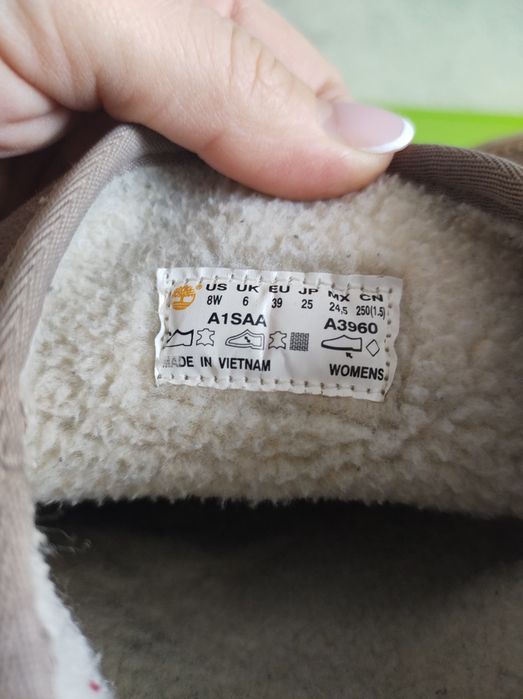 US UK EU JP MX CN
8W 6 39 25 24,5 250(1.5)
A1SAA A3960
MADE IN VIETNAM WOMENS